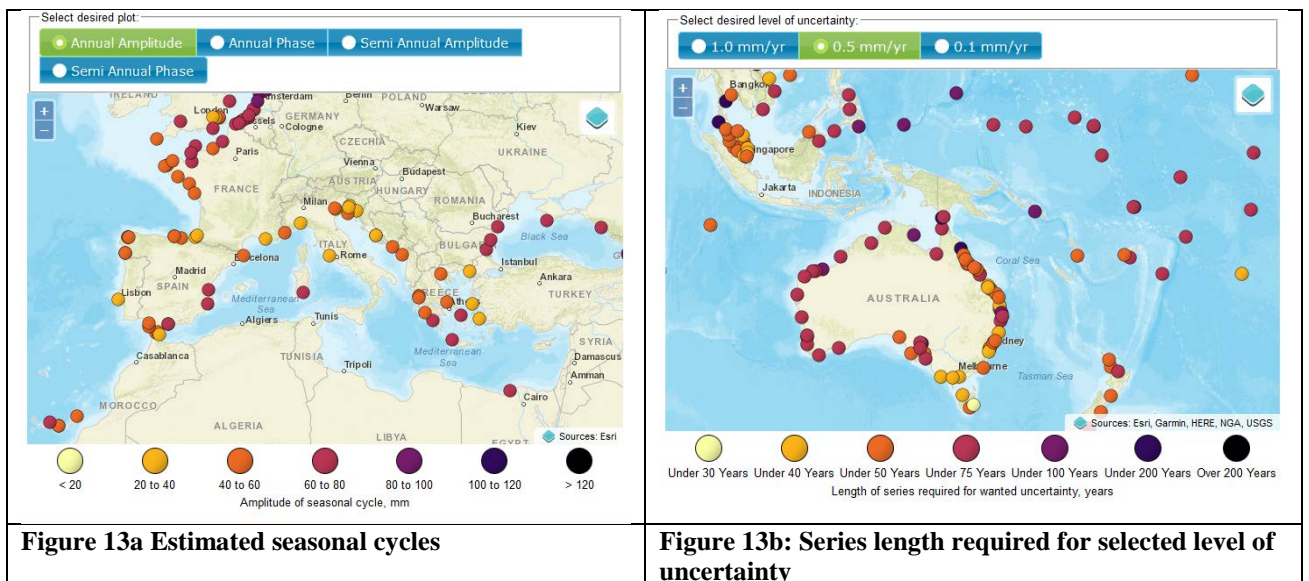 Select desired plot:
Annual Amplitude Annual Phase Semi Annual Amplitude
Semi Annual Phase
+
−
IRELAND
London
Amsterdam
Berlin
POLAND
Warsaw
Cologne
GERMANY
Kiev
Paris
CZECHIA
UKRAINE
Vienna
Budapest
AUSTRIA
HUNGARY
FRANCE
Milan
ROMANIA
Bucharest
ITALY
Rome
Black Sea
Istanbul
Barcelona
Madrid
Ankara
SPAIN
Lisbon
GREECE
TURKEY
Mediterranean
Sea
Algiers
Tunis
SYRIA
Casablanca
TUNISIA
Mediterranean
Sea
Damascus
Tripoli
Amman
Cairo
MOROCCO
ALGERIA
LIBYA
EGYPT
Sources: Esri
< 20 20 to 40 40 to 60 60 to 80 80 to 100 100 to 120 > 120
Amplitude of seasonal cycle, mm
Figure 13a Estimated seasonal cycles
Select desired level of uncertainty:
1.0 mm/yr 0.5 mm/yr 0.1 mm/yr
+
−
Bangkok
Singapore
Jakarta
INDONESIA
Coral Sea
AUSTRALIA
Sydney
Melbourne
Tasman Sea
Sources: Esri, Garmin, HERE, NGA, USGS
Under 30 Years Under 40 Years Under 50 Years Under 75 Years Under 100 Years Under 200 Years Over 200 Years
Length of series required for wanted uncertainty, years
Figure 13b: Series length required for selected level of
uncertainty